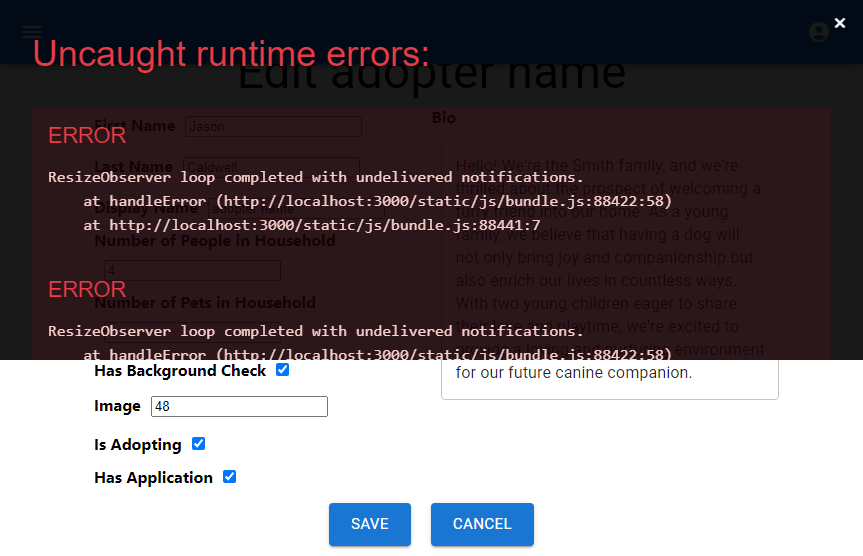 ×
Uncaught runtime errors:
Edit adopter name
First Name Jason
Bio
ERROR
Last Name Caldwell
Hello! We're the Smith family, and we're
ResizeObserver loop completed with undelivered notifications.
thrilled about the prospect of welcoming a
at handleError (http://localhost:3000/static/js/bundle.js:88422:58)
Display Name adopter name
furry friend into our home. As a young
at http://localhost:3000/static/js/bundle.js:88441:7
family, we believe that having a dog will
Number of People in Household
not only bring joy and companionship but
4
also enrich our lives in countless ways.
ERROR
Number of Pets in Household
With two young children eager to share
ResizeObserver loop completed with undelivered notifications.
playtime, we're excited to
at handleError (http://localhost:3000/static/js/bundle.js:88422:58)
environment
Has Background Check
for our future canine companion.
Image 48
Is Adopting
Has Application
SAVE CANCEL